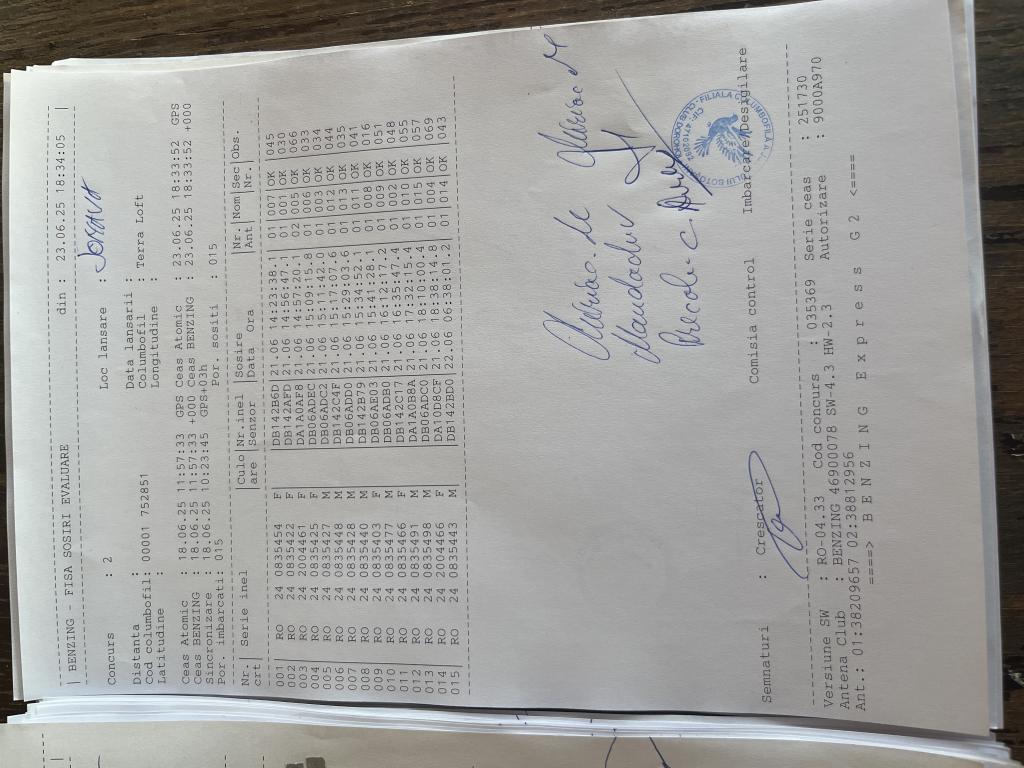 | BENZING - FISA SOSIRI EVALUARE din : 23.06.25 18:34:05 |
Concurs : 2 Loc lansare :
Distanta : Data lansarii :
Cod columbofil: 00001 752851 Columbofil : Terra Loft
Latitudine : Longitudine :
Ceas Atomic : 18.06.25 11:57:33 GPS Ceas Atomic : 23.06.25 18:33:52 GPS
Ceas BENZING : 18.06.25 11:57:33 +000 Ceas BENZING : 23.06.25 18:33:52 +000
Sincronizare : 18.06.25 10:23:45 GPS+03h
Por imbarcati: 015 Por. sositi : 015
Nr.| Serie inel |Culo|Nr.inel |Sosire |Nr.|Nom|Sec|Obs.
crt| |are |Senzor |Data Ora |Ant| Nr.|
001| RO 24 0835454 F |DB142B6D|21.06 14:23:38.1|01 |007|OK |045
002| RO 24 0835422 F |DB142AFD|21.06 14:56:47.1|01 |001|OK |030
003| RO 24 2004461 F |DA1A0AF8|21.06 14:57:20.1|02 |005|OK |066
004| RO 24 0835425 F |DB06ADEC|21.06 15:09:15.8|02 |006|OK |033
005| RO 24 0835427 M |DB06ADC2|21.06 15:11:42.0|01 |003|OK |034
006| RO 24 0835448 M |DB142C4F|21.06 15:17:07.6|01 |012|OK |044
007| RO 24 0835428 M |DB06ADD0|21.06 15:29:03.6|01 |013|OK |035
008| RO 24 0835440 M |DB142B79|21.06 15:34:52.1|01 |011|OK |041
009| RO 24 0835403 F |DB06AE03|21.06 15:41:28.1|01 |008|OK |016
010| RO 24 0835477 M |DB06ADB0|21.06 16:12:17.2|01 |009|OK |051
011| RO 24 0835466 F |DB142C17|21.06 16:35:47.4|01 |002|OK |048
012| RO 24 0835491 M |DA1A0B8A|21.06 17:32:15.4|01 |010|OK |055
013| RO 24 0835498 M |DB06ADC0|21.06 18:10:00.4|01 |015|OK |057
014| RO 24 2004466 F |DA10D8CF|21.06 18:38:18.8|01 |004|OK |069
015| RO 24 0835443 M |DB142BD0|22.06 06:38:01.2|01 |014|OK |043
Semnaturi : Crescator Comisia control Imbarcare/Desigilare
Versiune SW : RO-04.33 Cod concurs : 035369 Serie ceas : 251730
Antena Club : BENZING 46900078 SW-4.3 HW-2.3 Autorizare : 9000A970
Ant.: 01:38209657 02:38812956
====> B E N Z I N G E x p r e s s G 2 <====